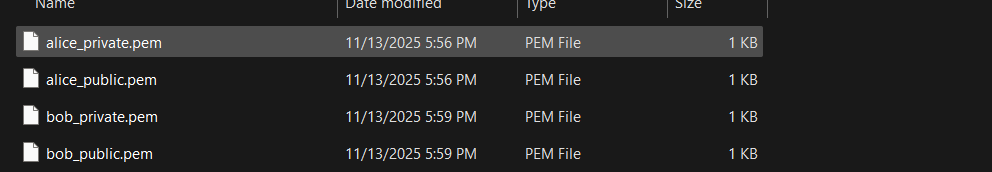 Name Date modified Type Size
alice_private.pem 11/13/2025 5:56 PM PEM File 1 KB
alice_public.pem 11/13/2025 5:56 PM PEM File 1 KB
bob_private.pem 11/13/2025 5:59 PM PEM File 1 KB
bob_public.pem 11/13/2025 5:59 PM PEM File 1 KB